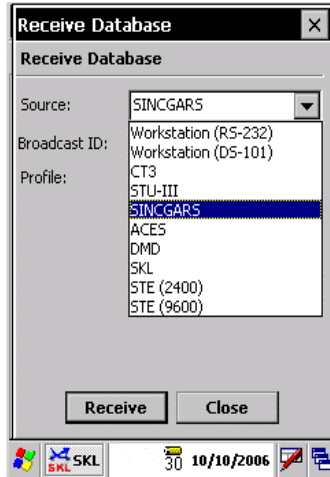 Receive Database
Receive Database
Source: SINCGARS
Workstation (RS-232)
Broadcast ID: Workstation (DS-101)
CT3
Profile: STU-III
SINCGARS
ACES
DMD
SKL
STE (2400)
STE (9600)
Receive Close
SKL SKL 30 10/10/2006